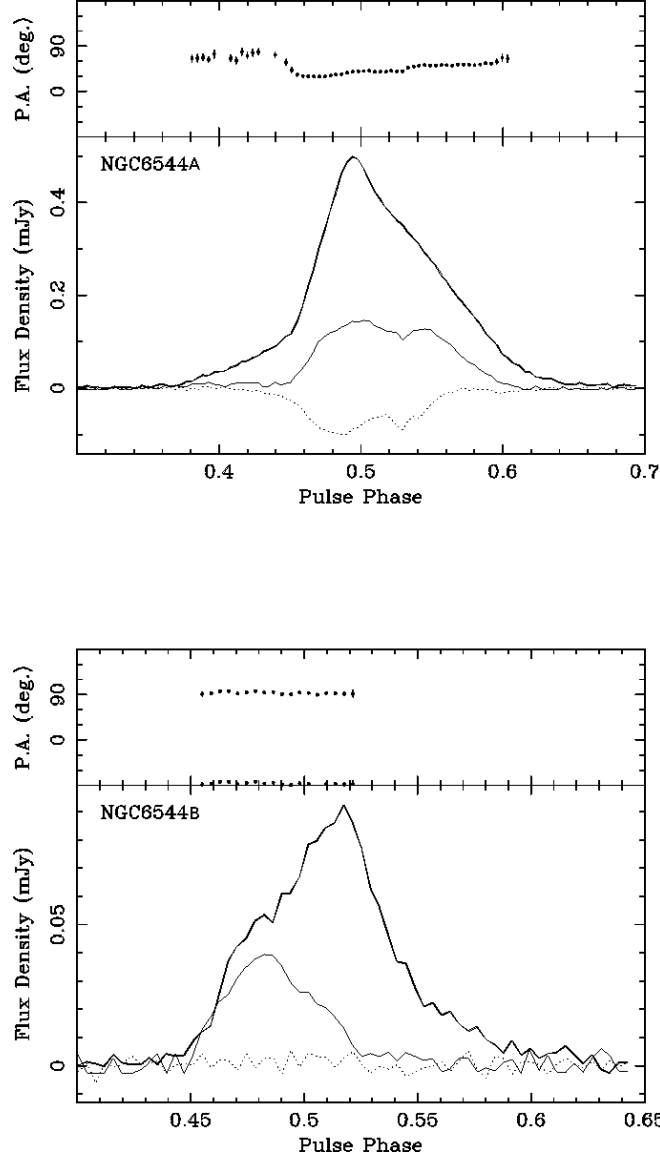 P.A. (deg.)
90
0
NGC6544A
Flux Density (mJy)
0.4
0.2
0
0.4 0.5 0.6 0.7
Pulse Phase
P.A. (deg.)
90
0
NGC6544B
Flux Density (mJy)
0.05
0
0.45 0.5 0.55 0.6 0.65
Pulse Phase